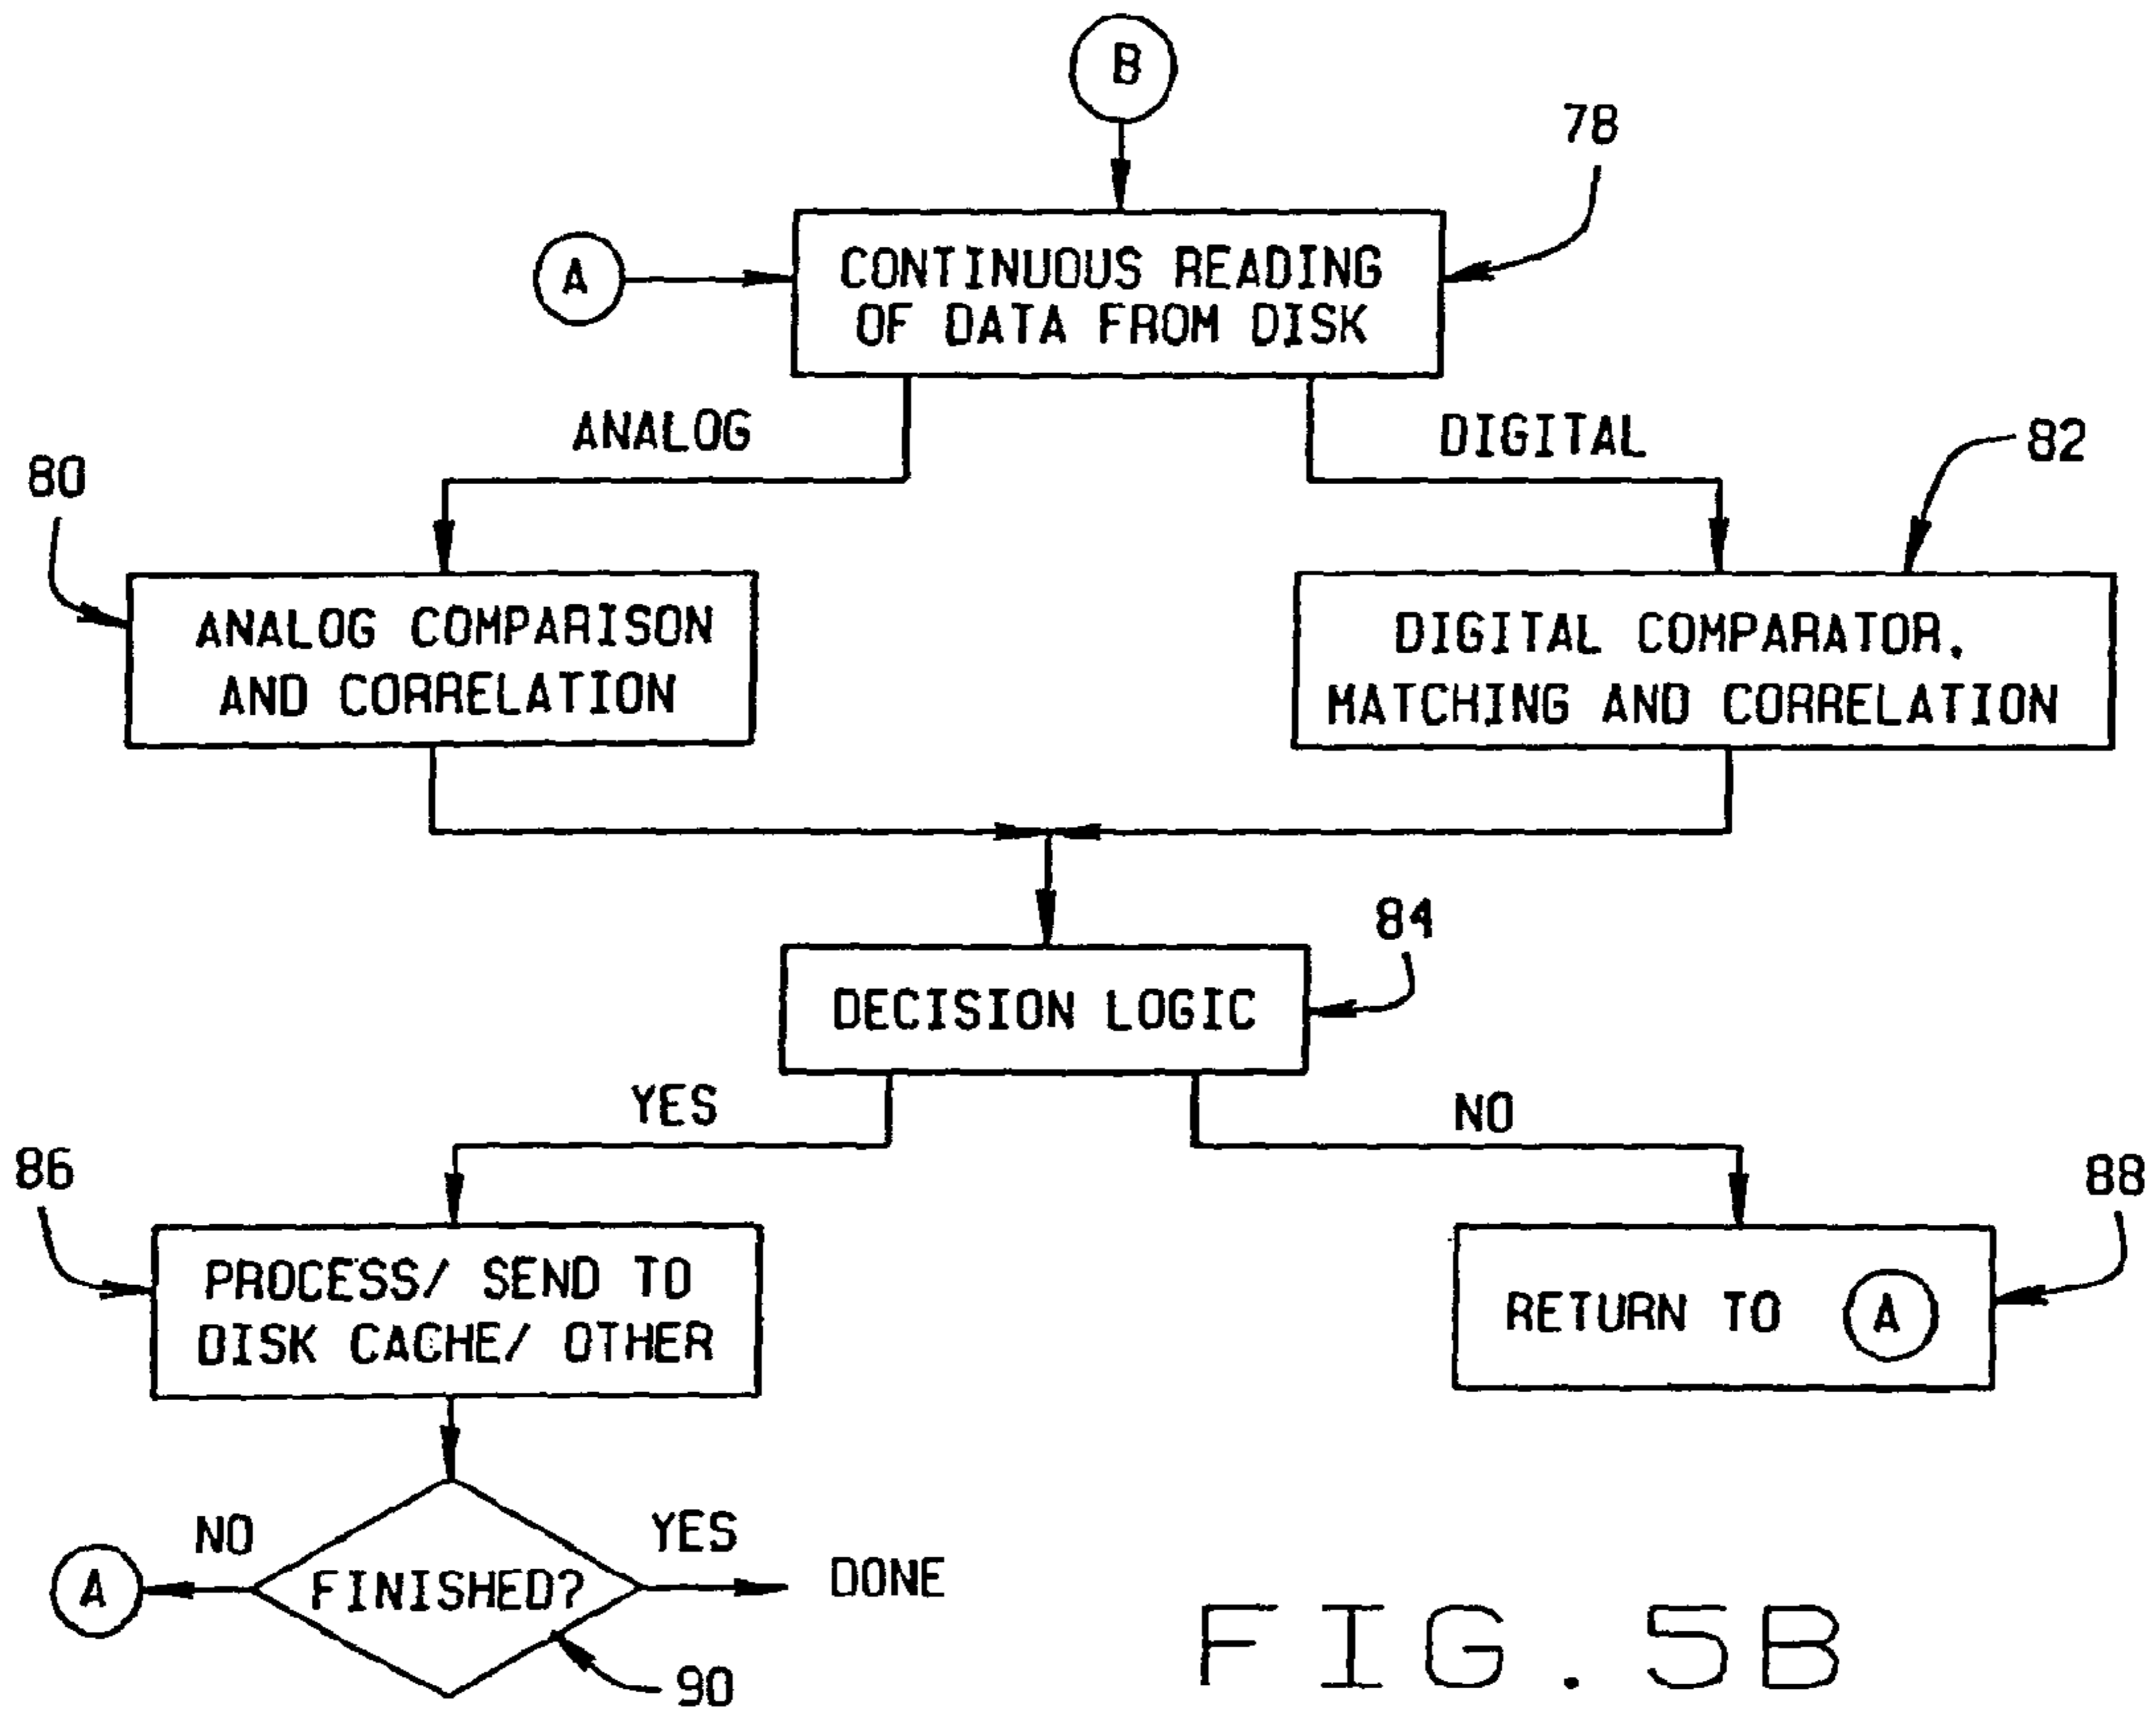 B
78
A
CONTINUOUS READING
OF DATA FROM DISK
ANALOG
DIGITAL
80
82
ANALOG COMPARISON
AND CORRELATION
DIGITAL COMPARATOR,
MATCHING AND CORRELATION
84
DECISION LOGIC
YES
NO
86
88
PROCESS/ SEND TO
DISK CACHE/ OTHER
RETURN TO A
NO
YES
A
FINISHED?
DONE
90
FIG. 5B